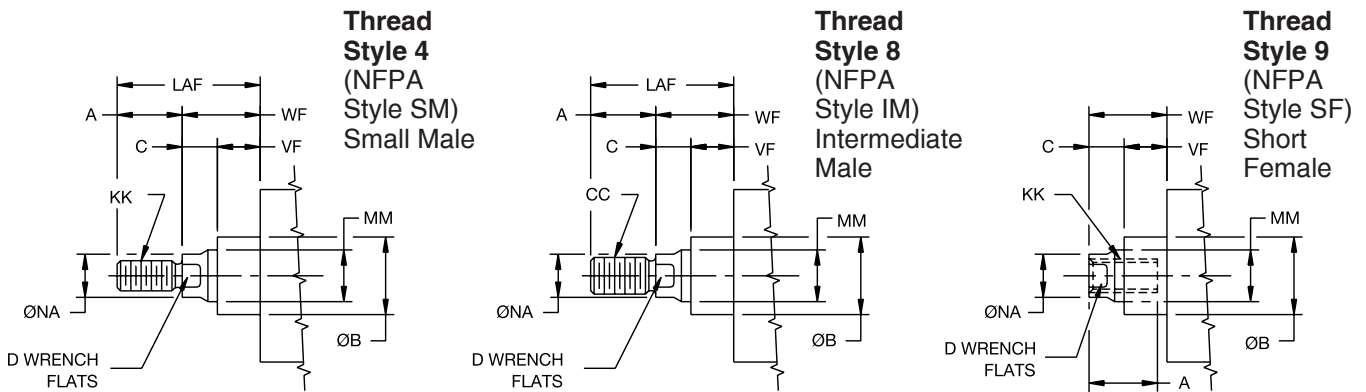 Thread
Style 4
(NFPA
Style SM)
Small Male
LAF
A
WF
C
VF
KK
MM
ØNA
ØB
D WRENCH
FLATS
Thread
Style 8
(NFPA
Style IM)
Intermediate
Male
LAF
A
WF
C
VF
CC
MM
ØNA
ØB
D WRENCH
FLATS
Thread
Style 9
(NFPA
Style SF)
Short
Female
WF
C
VF
KK
MM
ØNA
ØB
D WRENCH
FLATS
A